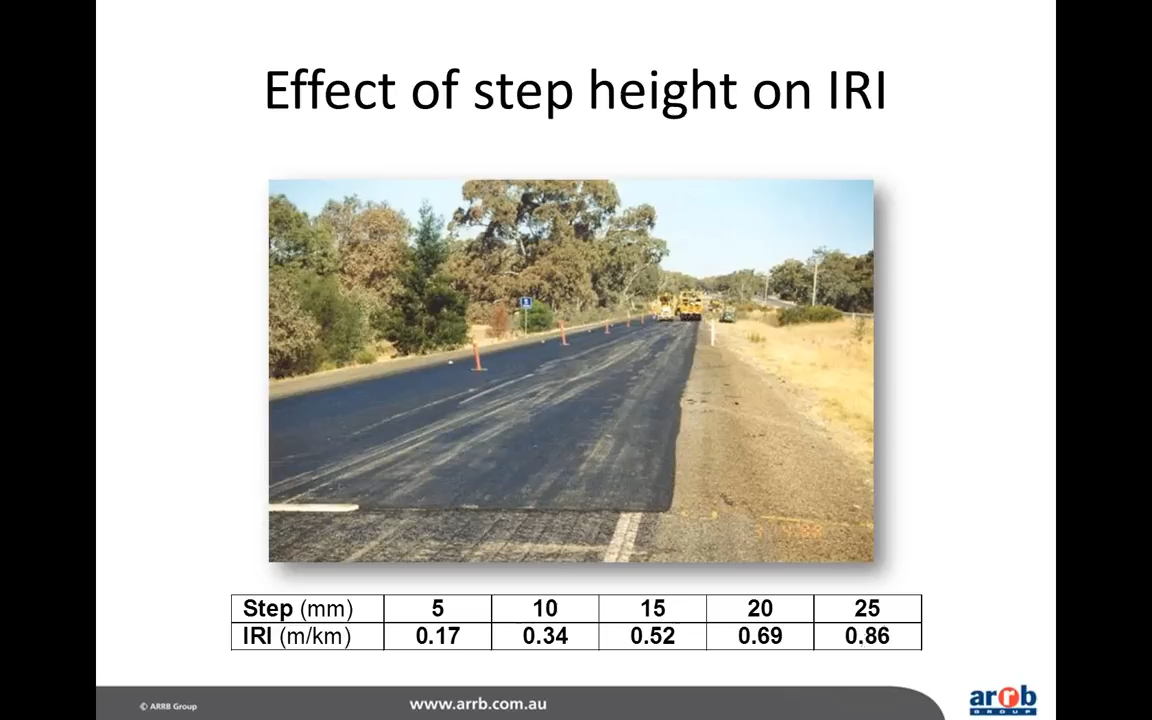 Effect of step height on IRI
Step (mm) 5 10 15 20 25
IRI (m/km) 0.17 0.34 0.52 0.69 0.86
© ARRB Group
www.arrb.com.au
arrb
GROUP